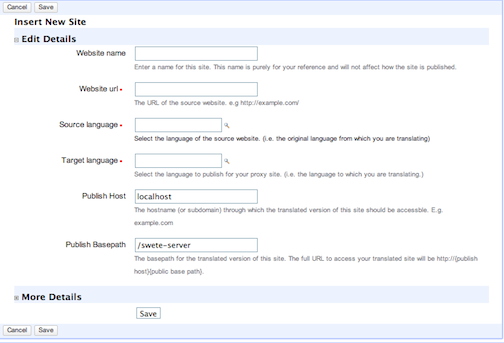 Cancel Save
Insert New Site
Edit Details
Website name
Enter a name for this site. This name is purely for your reference and will not affect how the site is published.
Website url •
The URL of the source website. e.g http://example.com/
Source language •
Select the language of the source website. (i.e. the original language from which you are translating)
Target language •
Select the language to publish for your proxy site. (i.e. the language to which you are translating.)
Publish Host localhost
The hostname (or subdomain) through which the translated version of this site should be accessible. E.g.
example.com
Publish Basepath /swete-server
The basepath for the translated version of this site. The full URL to access your translated site will be http://{publish
host}{public base path}.
More Details
Save
Cancel Save